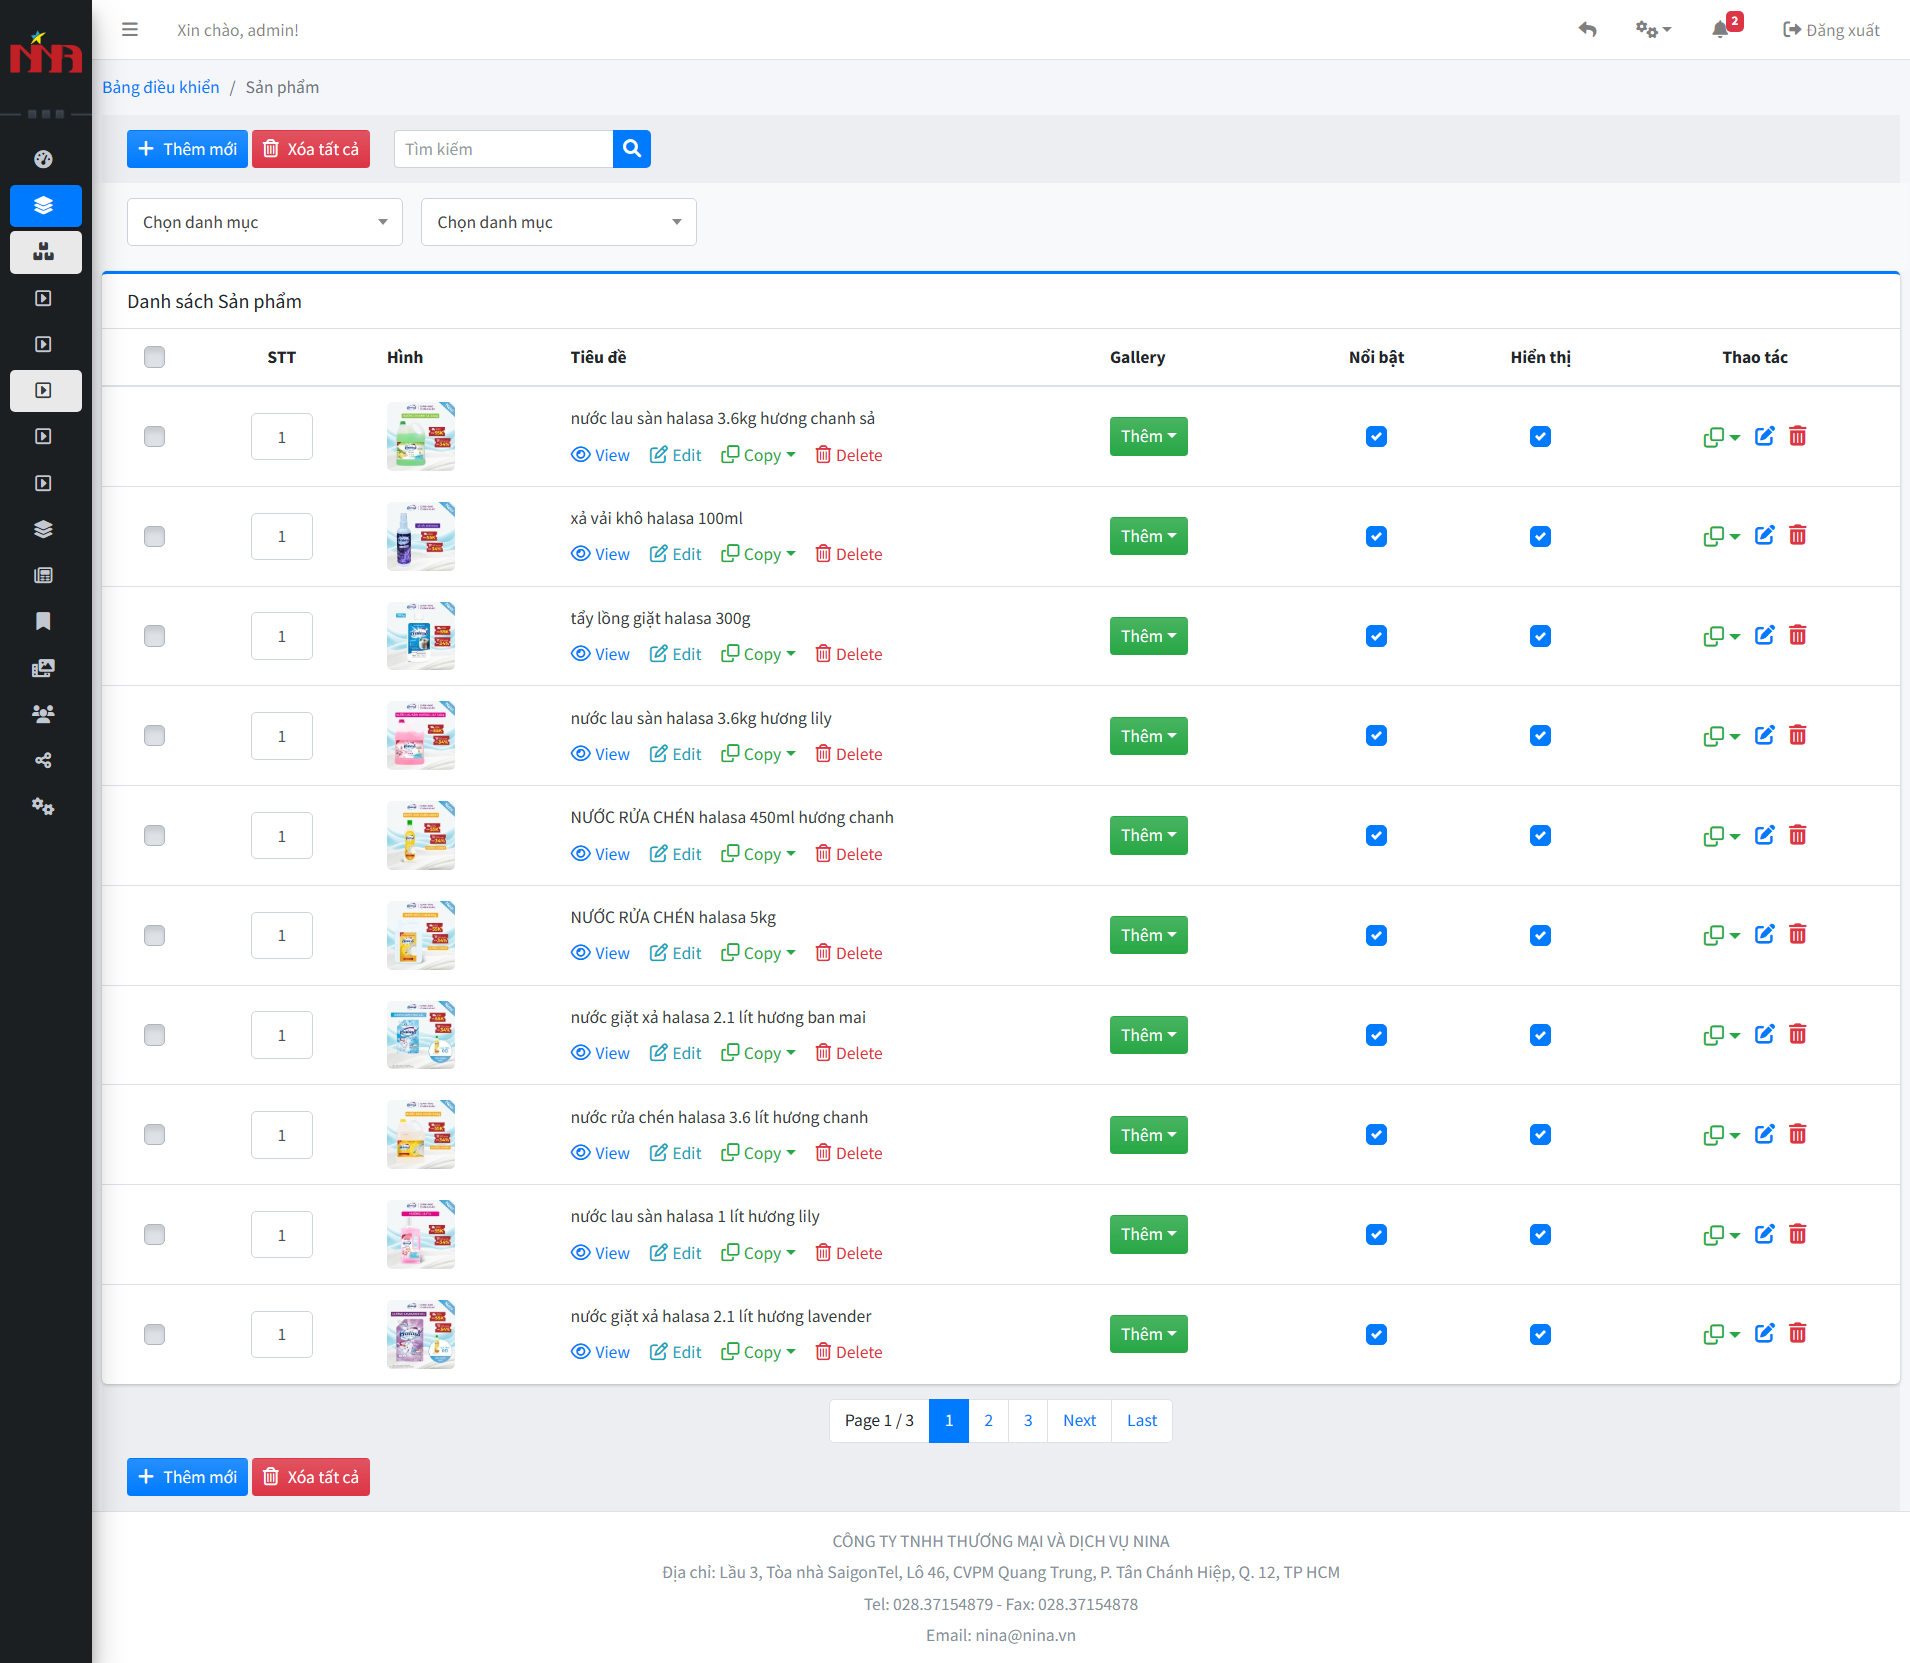 NINA
Xin chào, admin!
2
Đăng xuất
Bảng điều khiển / Sản phẩm
Thêm mới
Xóa tất cả
Tìm kiếm
Chọn danh mục
Chọn danh mục
Danh sách Sản phẩm
STT Hình Tiêu đề Gallery Nổi bật Hiển thị Thao tác
nước lau sàn halasa 3.6kg hương chanh sả
1 View Edit Copy Delete Thêm
xả vải khô halasa 100ml
1 View Edit Copy Delete Thêm
tẩy lồng giặt halasa 300g
1 View Edit Copy Delete Thêm
nước lau sàn halasa 3.6kg hương lily
1 View Edit Copy Delete Thêm
NƯỚC RỬA CHÉN halasa 450ml hương chanh
1 View Edit Copy Delete Thêm
NƯỚC RỬA CHÉN halasa 5kg
1 View Edit Copy Delete Thêm
nước giặt xả halasa 2.1 lít hương ban mai
1 View Edit Copy Delete Thêm
nước rửa chén halasa 3.6 lít hương chanh
1 View Edit Copy Delete Thêm
nước lau sàn halasa 1 lít hương lily
1 View Edit Copy Delete Thêm
nước giặt xả halasa 2.1 lít hương lavender
1 View Edit Copy Delete Thêm
Page 1 / 3 1 2 3 Next Last
Thêm mới
Xóa tất cả
CÔNG TY TNHH THƯƠNG MẠI VÀ DỊCH VỤ NINA
Địa chỉ: Lầu 3, Tòa nhà SaigonTel, Lô 46, CVPM Quang Trung, P. Tân Chánh Hiệp, Q. 12, TP HCM
Tel: 028.37154879 - Fax: 028.37154878
Email: nina@nina.vn